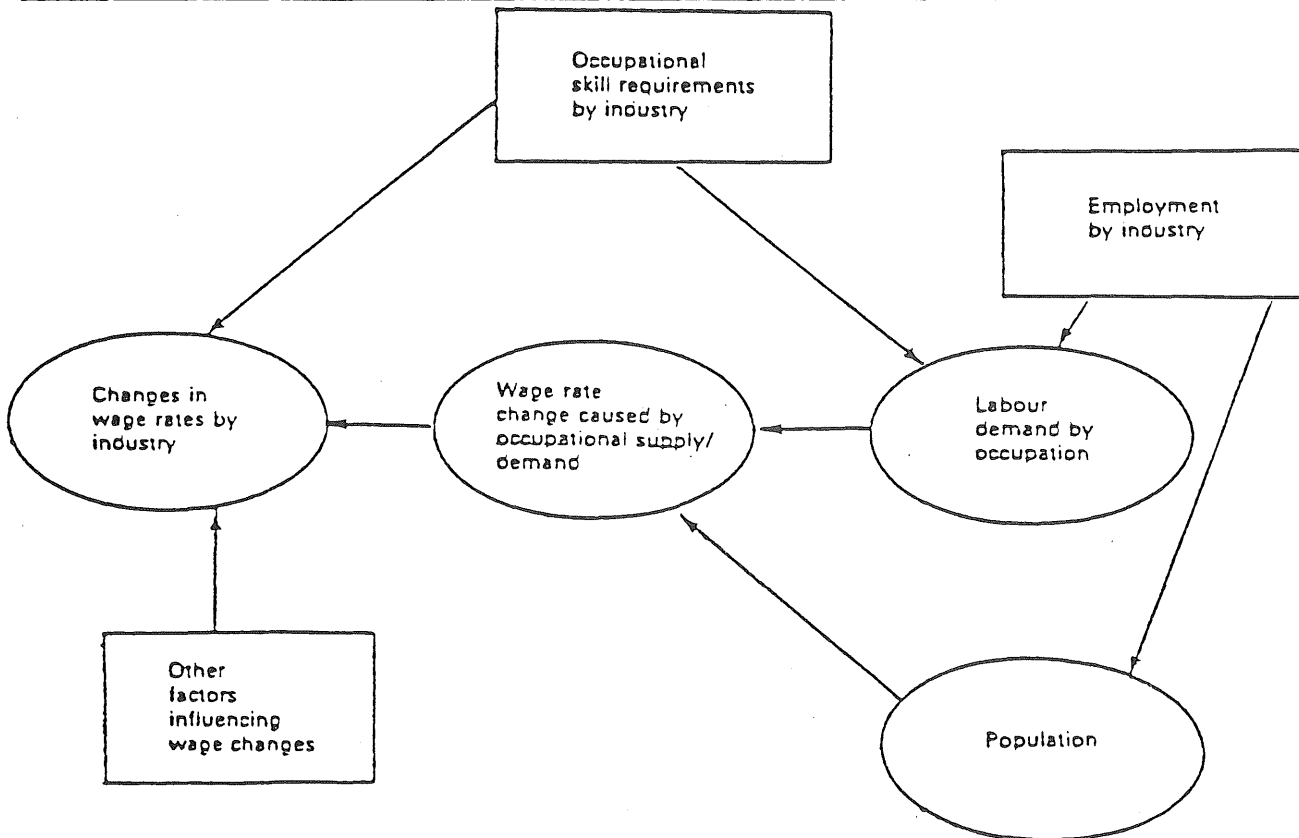 Occupational
skill requirements
by industry
Employment
by industry
Changes in
wage rates by
industry
Wage rate
change caused by
occupational supply/
demand
Labour
demand by
occupation
Other
factors
influencing
wage changes
Population